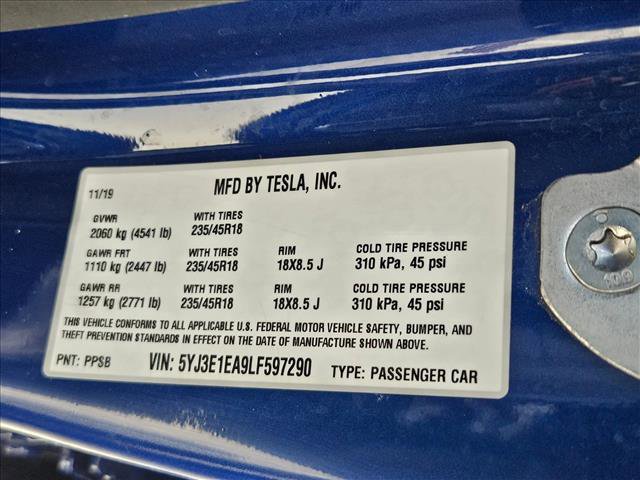 11/19 MFD BY TESLA, INC.
GVWR WITH TIRES
2060 kg (4541 lb) 235/45R18
GAWR FRT WITH TIRES RIM COLD TIRE PRESSURE
1110 kg (2447 lb) 235/45R18 18X8.5 J 310 kPa, 45 psi
GAWR RR WITH TIRES RIM COLD TIRE PRESSURE
1257 kg (2771 lb) 235/45R18 18X8.5 J 310 kPa, 45 psi
THIS VEHICLE CONFORMS TO ALL APPLICABLE U.S. FEDERAL MOTOR VEHICLE SAFETY, BUMPER, AND
THEFT PREVENTION STANDARDS IN EFFECT ON THE DATE OF MANUFACTURE SHOWN ABOVE.
PNT: PPSB VIN: 5YJ3E1EA9LF597290 TYPE: PASSENGER CAR